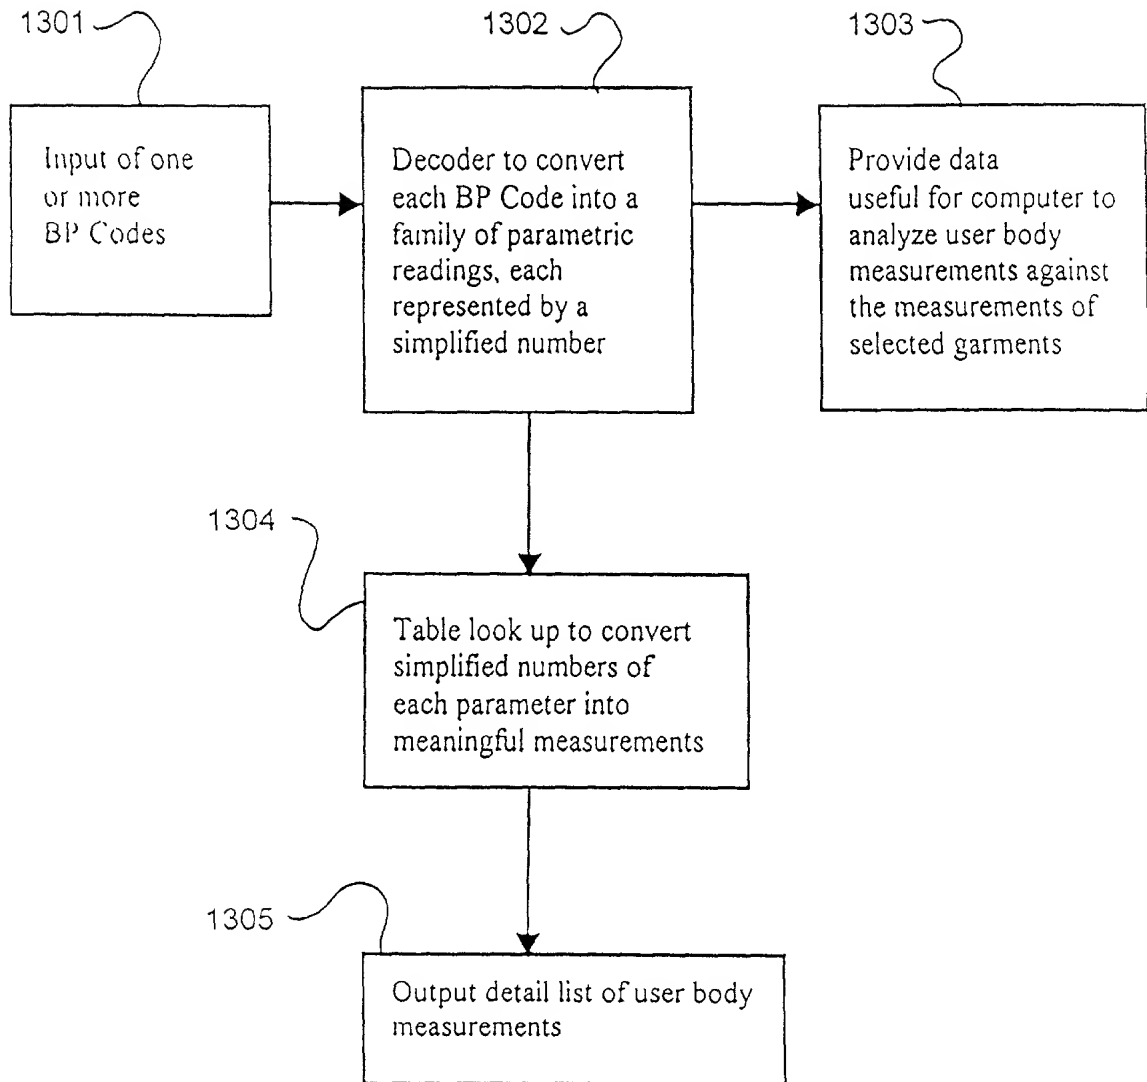 1301
1302
1303
Input of one
or more
BP Codes
Decoder to convert
each BP Code into a
family of parametric
readings, each
represented by a
simplified number
Provide data
useful for computer to
analyze user body
measurements against
the measurements of
selected garments
1304
Table look up to convert
simplified numbers of
each parameter into
meaningful measurements
1305
Output detail list of user body
measurements